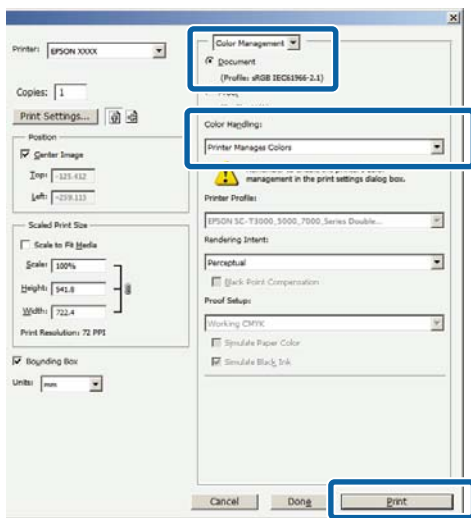 Printer: EPSON XXXX
Copies: 1
Print Settings...
Position
Center Image
Top: -125.412
Left: -259.115
Scaled Print Size
Scale to Fit Media
Scale: 100%
Height: 541.8
Width: 722.4
Print Resolution: 72 PPI
Bounding Box
Units: mm
Color Management
Document
(Profile: sRGB IEC61966-2.1)
Color Handling:
Printer Manages Colors
management in the print settings dialog box.
Printer Profile:
EPSON SC-T3000_5000_7000_Series Double...
Rendering Intent:
Perceptual
Black Point Compensation
Proof Setup:
Working CMYK
Simulate Paper Color
Simulate Black Ink
Cancel
Done
Print